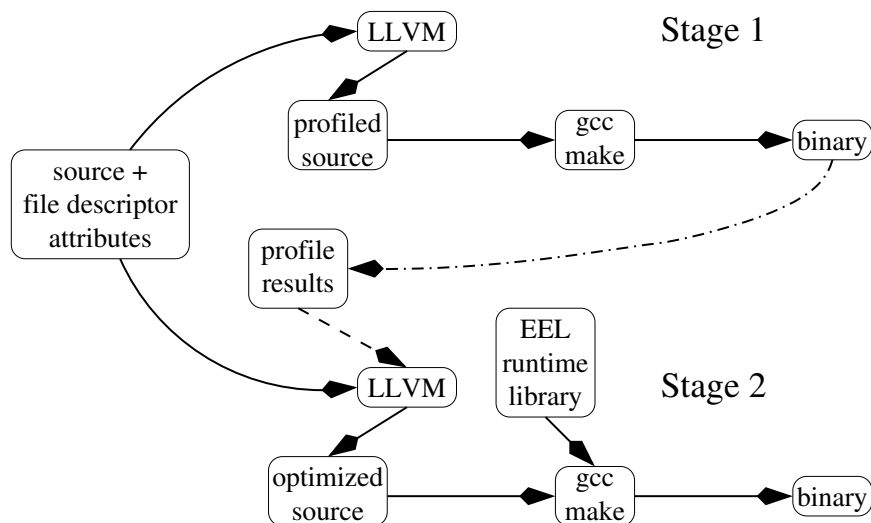 LLVM
Stage 1
profiled
source
gcc
make
binary
source +
file descriptor
attributes
profile
results
EEL
runtime
library
LLVM
Stage 2
optimized
source
gcc
make
binary